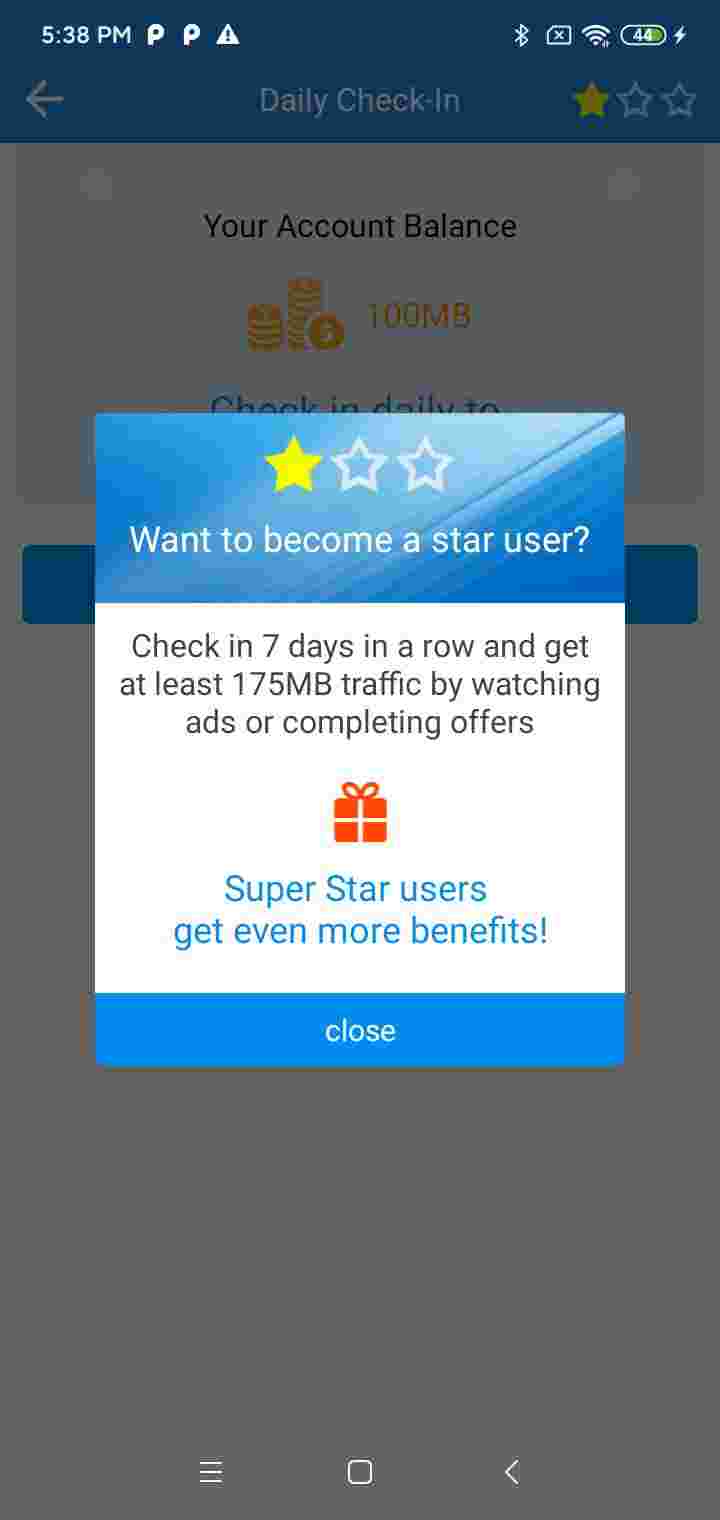 5:38 PM
44
Daily Check-In
Your Account Balance
100MB
Check in daily to
Want to become a star user?
Check in 7 days in a row and get
at least 175MB traffic by watching
ads or completing offers
Super Star users
get even more benefits!
close